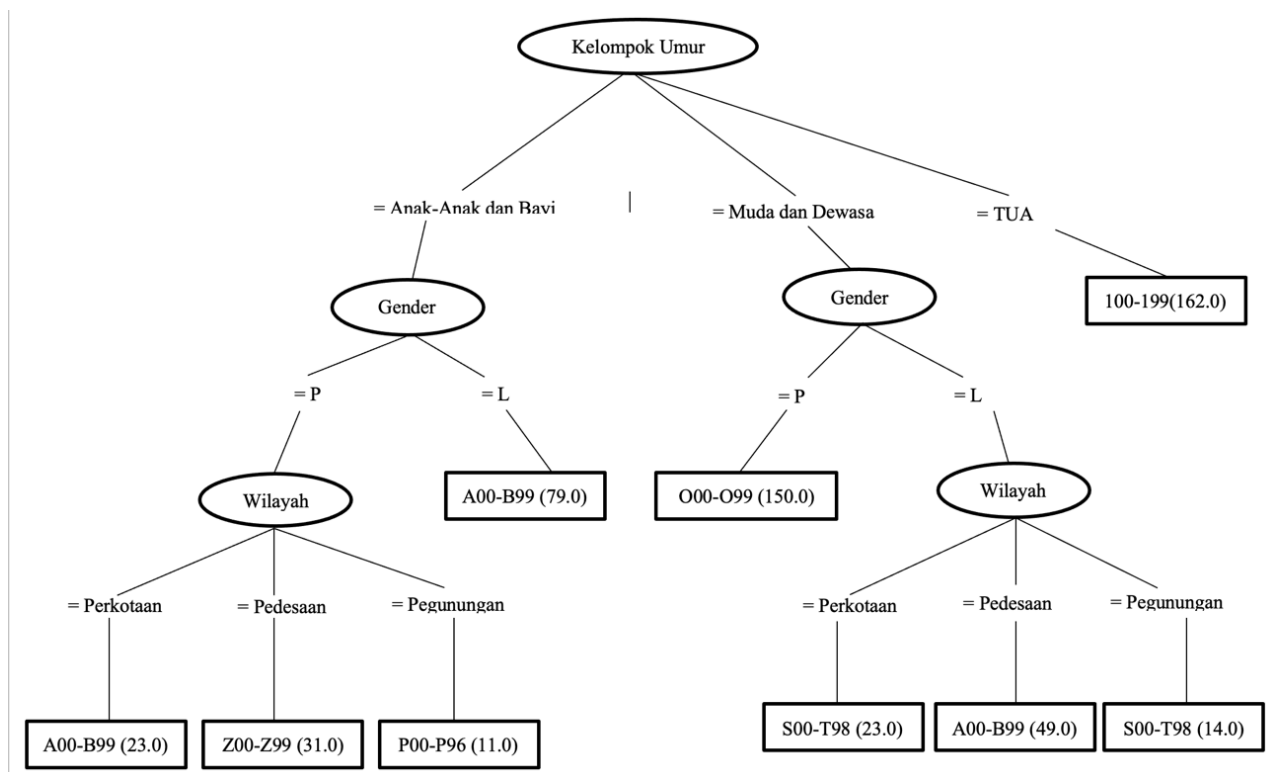 Kelompok Umur
= Anak-Anak dan Bayi
= Muda dan Dewasa
= TUA
Gender
Gender
100-199(162.0)
= P
= L
= P
= L
Wilayah
A00-B99 (79.0)
O00-O99 (150.0)
Wilayah
= Perkotaan
= Pedesaan
= Pegunungan
= Perkotaan
= Pedesaan
= Pegunungan
A00-B99 (23.0)
Z00-Z99 (31.0)
P00-P96 (11.0)
S00-T98 (23.0)
A00-B99 (49.0)
S00-T98 (14.0)